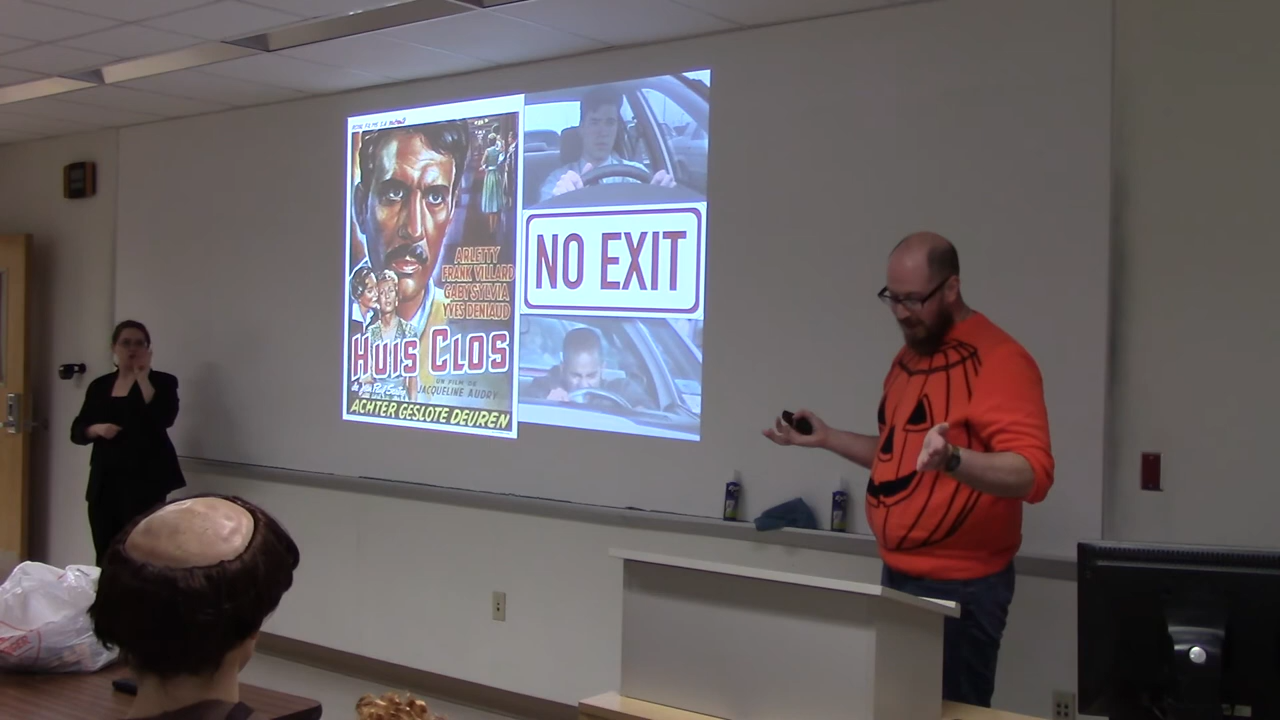 ARLETTY
FRANK VILLARD
GABY SYLVIA
YVES DENIAUD
HUIS CLOS
UN FILM DE
JACQUELINE AUDRY
ACHTER GESLOTE DEUREN
NO EXIT